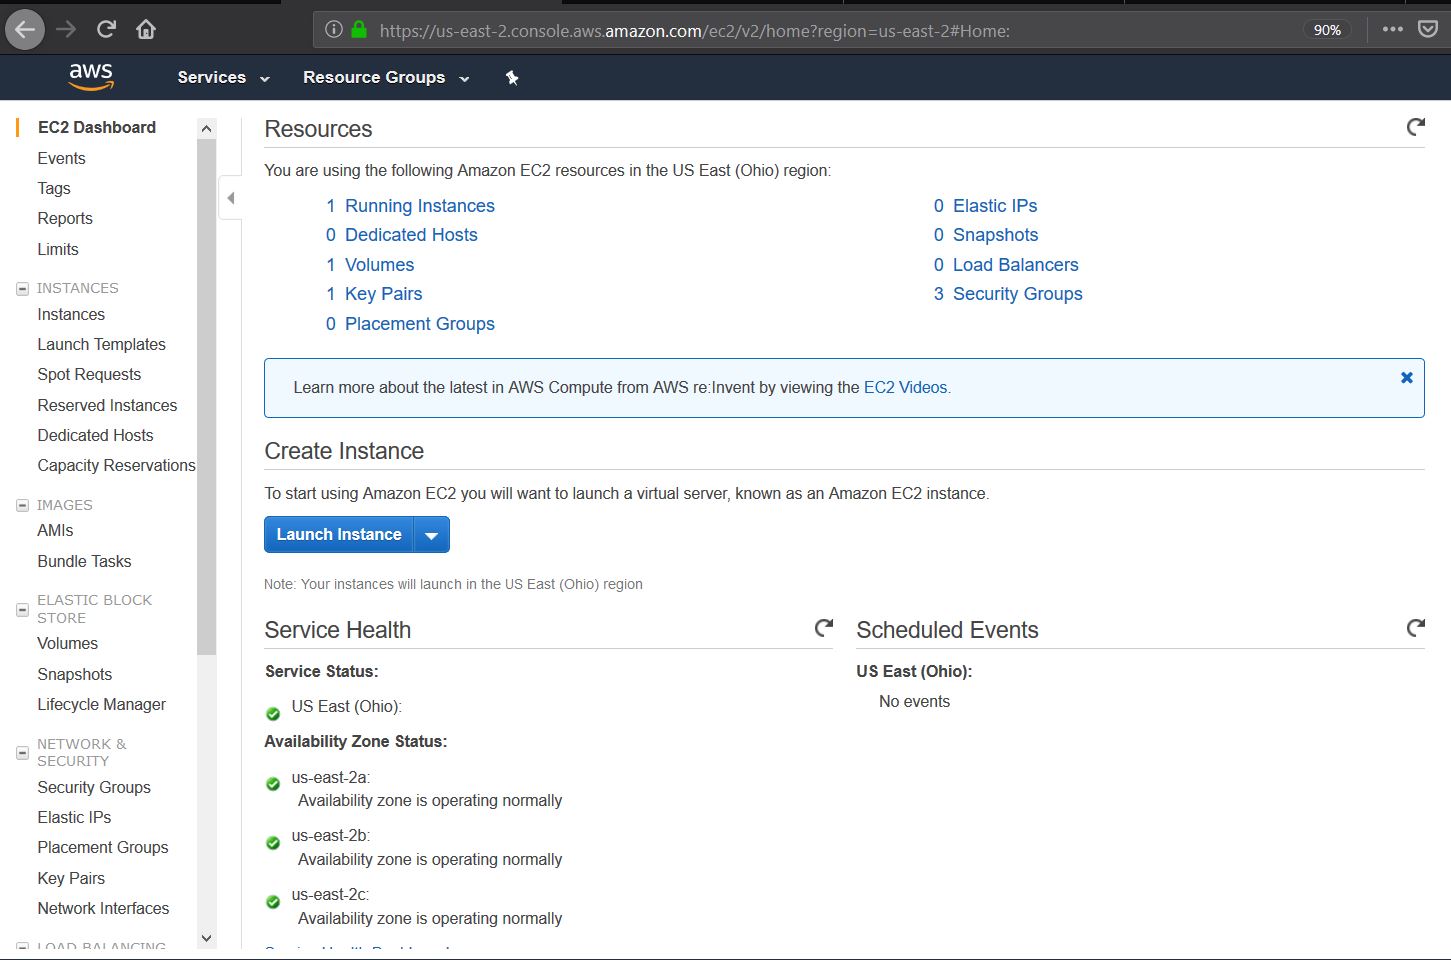 https://us-east-2.console.aws.amazon.com/ec2/v2/home?region=us-east-2#Home:
90%
aws
Services
Resource Groups
EC2 Dashboard
Events
Tags
Reports
Limits
INSTANCES
Instances
Launch Templates
Spot Requests
Reserved Instances
Dedicated Hosts
Capacity Reservations
IMAGES
AMIs
Bundle Tasks
ELASTIC BLOCK
STORE
Volumes
Snapshots
Lifecycle Manager
NETWORK &
SECURITY
Security Groups
Elastic IPs
Placement Groups
Key Pairs
Network Interfaces
LOAD BALANCING
Resources
You are using the following Amazon EC2 resources in the US East (Ohio) region:
1 Running Instances
0 Dedicated Hosts
1 Volumes
1 Key Pairs
0 Placement Groups
0 Elastic IPs
0 Snapshots
0 Load Balancers
3 Security Groups
Learn more about the latest in AWS Compute from AWS re:Invent by viewing the EC2 Videos.
Create Instance
To start using Amazon EC2 you will want to launch a virtual server, known as an Amazon EC2 instance.
Launch Instance
Note: Your instances will launch in the US East (Ohio) region
Service Health
Service Status:
US East (Ohio):
Availability Zone Status:
us-east-2a:
Availability zone is operating normally
us-east-2b:
Availability zone is operating normally
us-east-2c:
Availability zone is operating normally
Scheduled Events
US East (Ohio):
No events